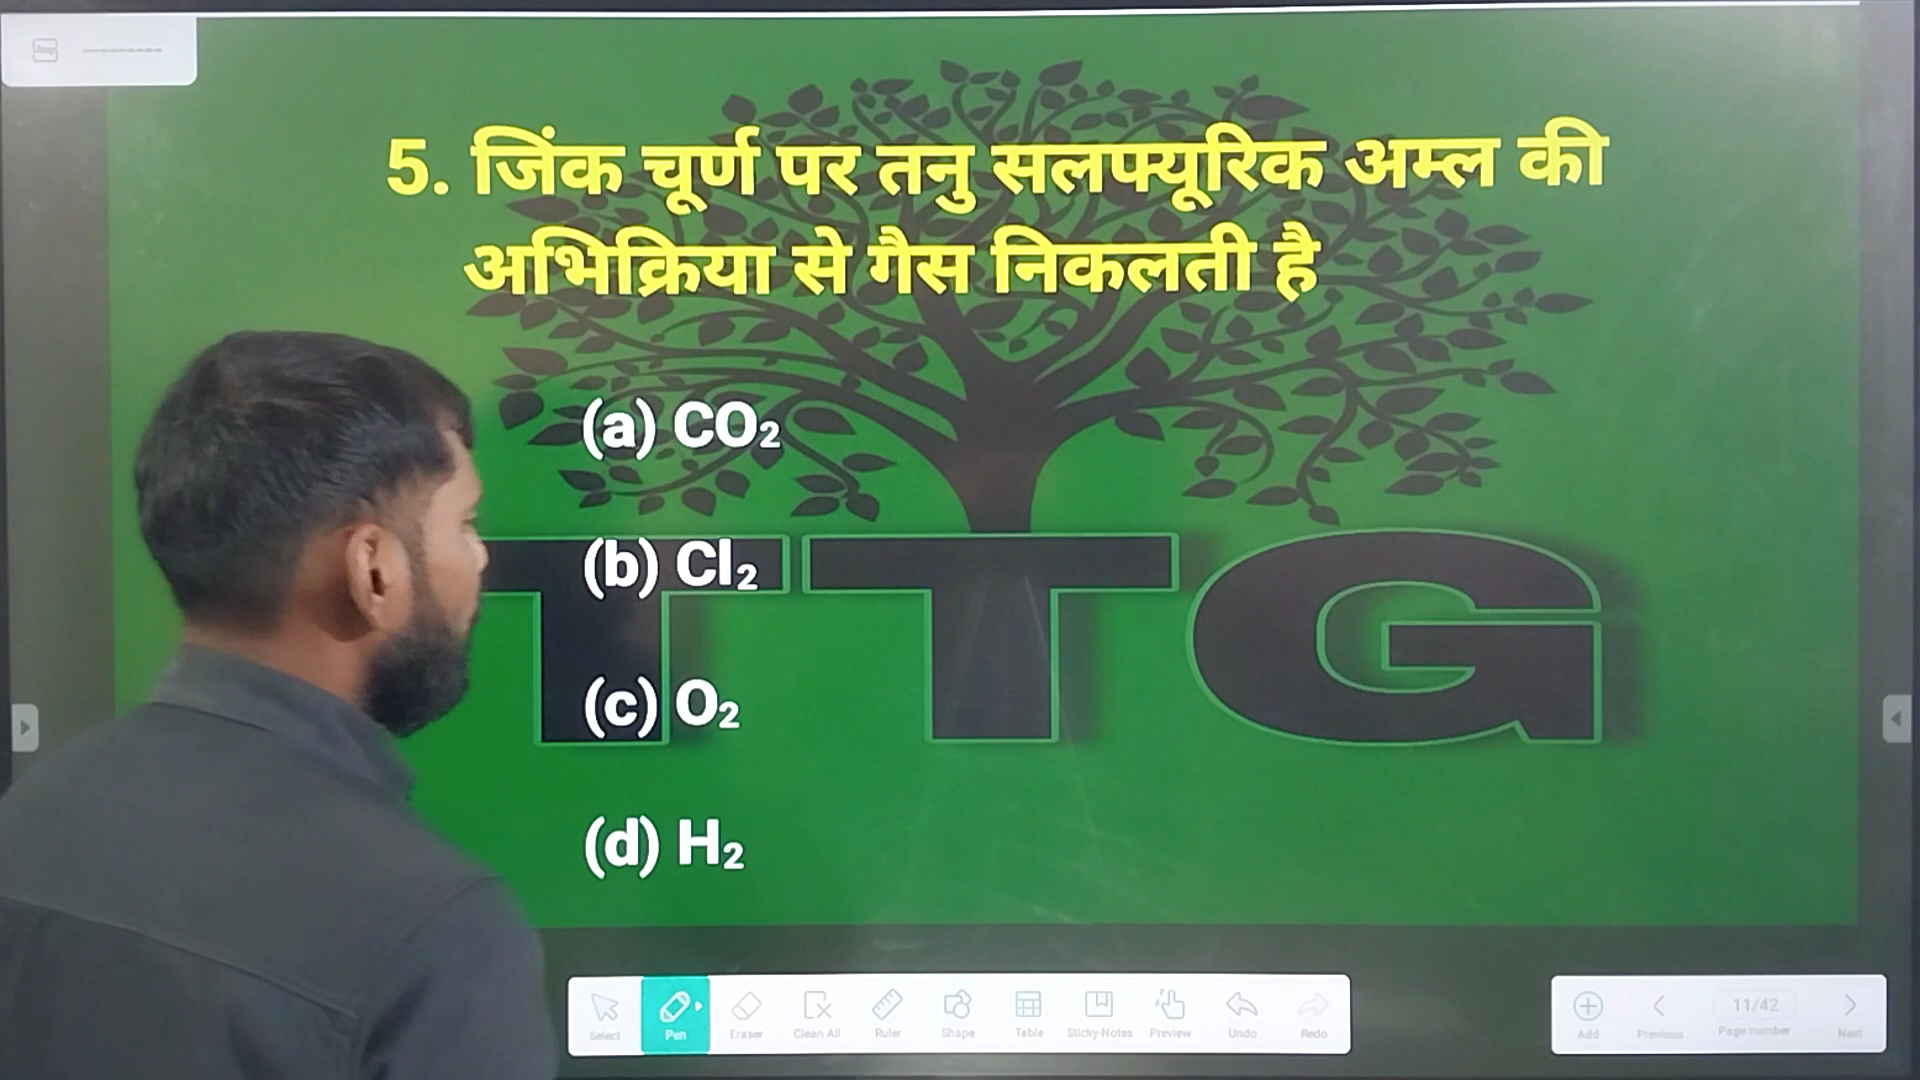 5. जिंक चूर्ण पर तनु सलफ्यूरिक अम्ल की
अभिक्रिया से गैस निकलती है
(a) CO₂
(b) Cl₂
(c) O₂
(d) H₂
TTG
Select Pen Eraser Clean All Ruler Shape Table Sticky-Notes Preview Undo Redo
11/42
Add Previous Page number Next